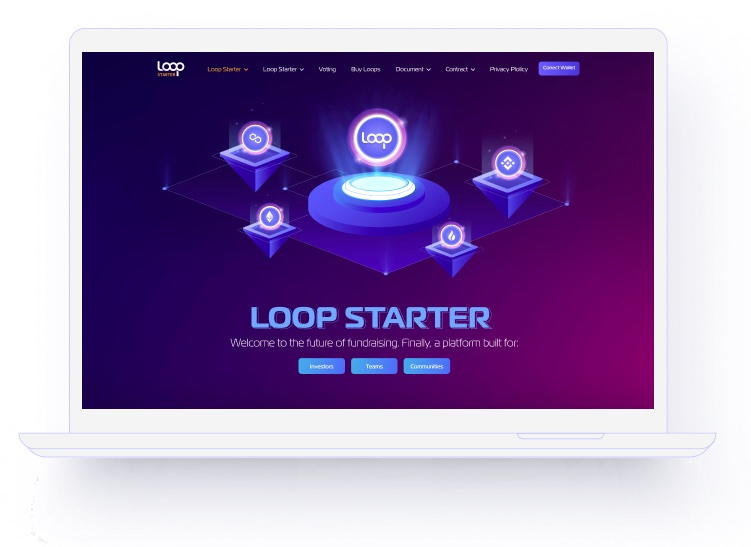 Loop
STARTER
Loop Starter Loop Starter Voting Buy Loops Document Contract Privacy Plolicy Conect Wallet
Loop
LOOP STARTER
Welcome to the future of fundraising. Finally, a platform built for:
Investors Teams Communities